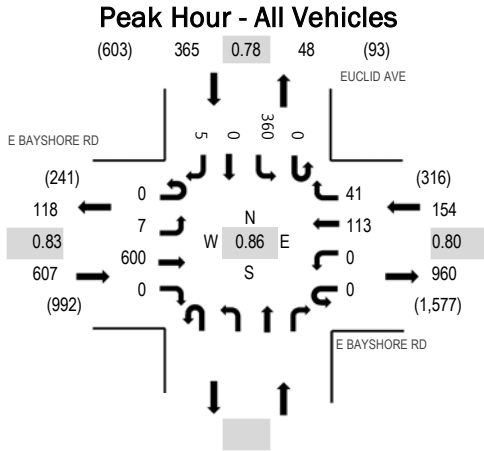 Peak Hour - All Vehicles
(603) 365 0.78 48 (93)
EUCLID AVE
E BAYSHORE RD
5 0 360 0
(241) (316)
0 41
118 154
7 113
N
0.83 W 0.86 E 0.80
600 0
S
607 960
0 0
(992) (1,577)
E BAYSHORE RD